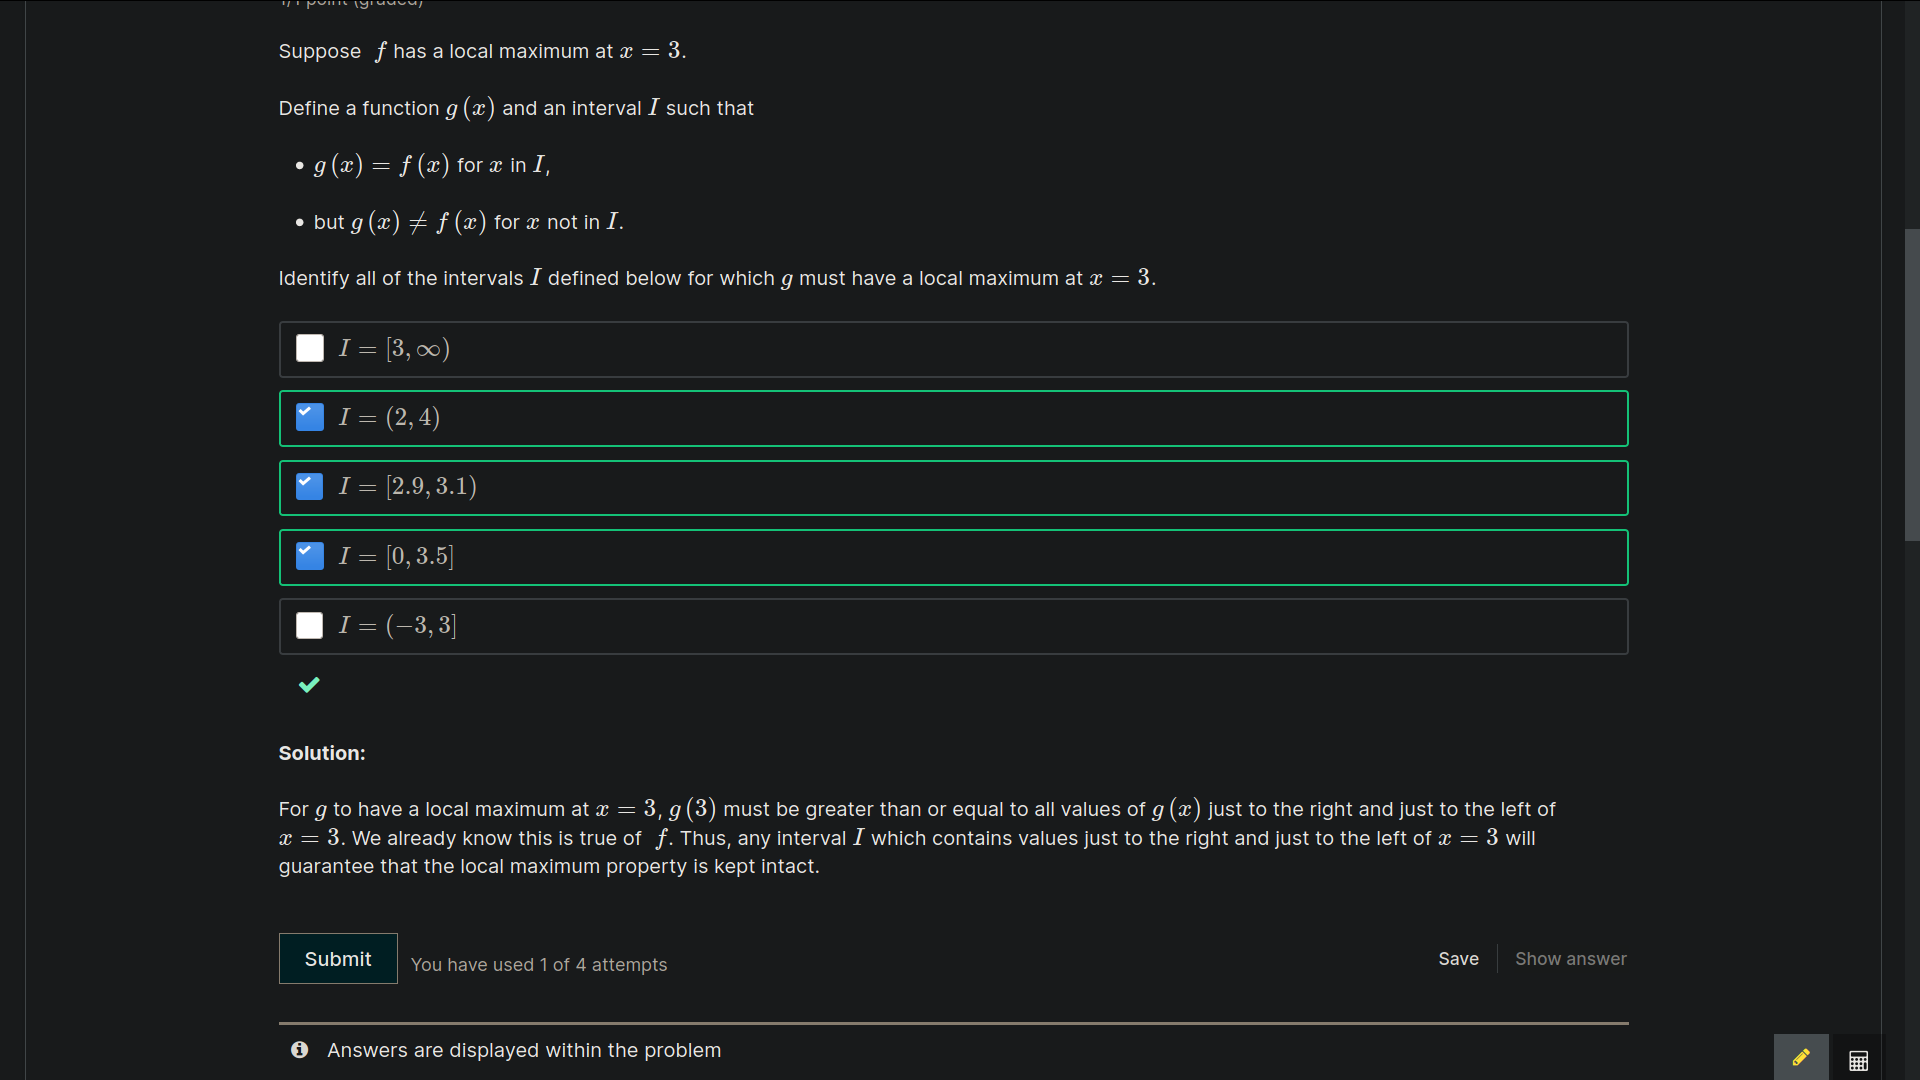 1/1 point (graded)
Suppose f has a local maximum at x = 3.
Define a function g (x) and an interval I such that
• g (x) = f (x) for x in I,
• but g (x) ≠ f (x) for x not in I.
Identify all of the intervals I defined below for which g must have a local maximum at x = 3.
I = [3, ∞)
I = (2, 4)
I = [2.9, 3.1)
I = [0, 3.5]
I = (−3, 3]
Solution:
For g to have a local maximum at x = 3, g (3) must be greater than or equal to all values of g (x) just to the right and just to the left of
x = 3. We already know this is true of f. Thus, any interval I which contains values just to the right and just to the left of x = 3 will
guarantee that the local maximum property is kept intact.
Submit You have used 1 of 4 attempts Save Show answer
Answers are displayed within the problem